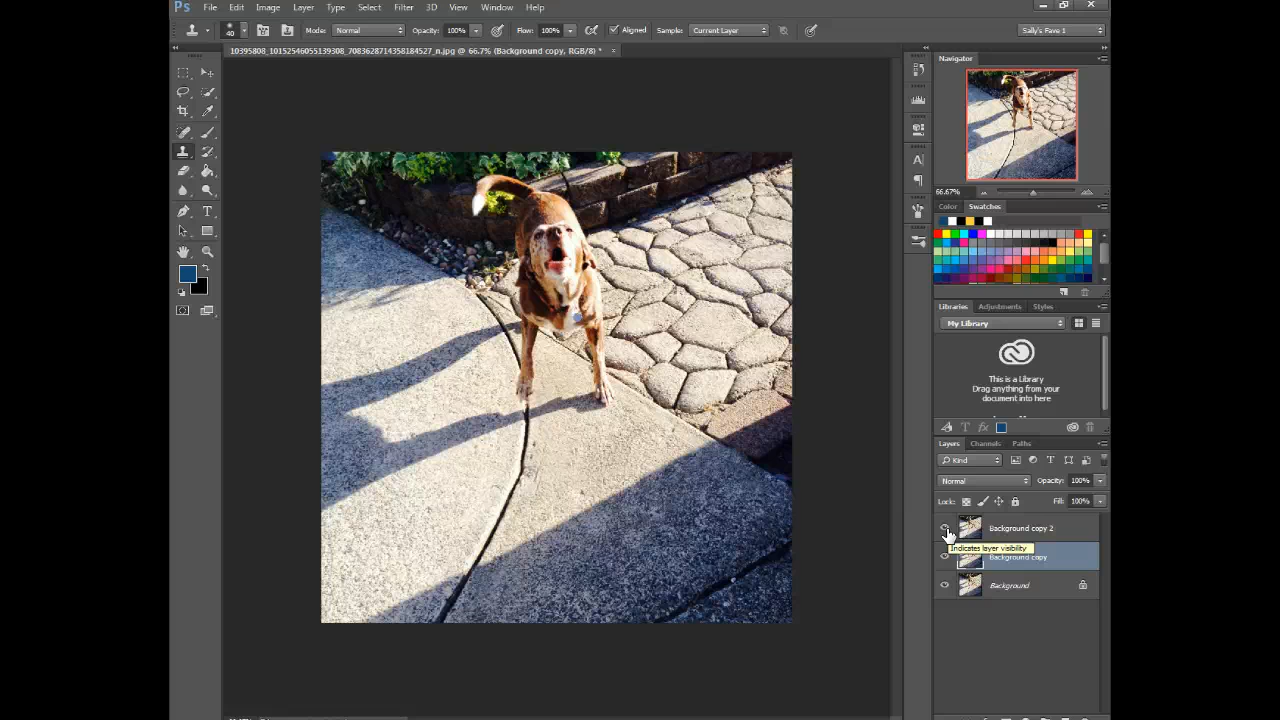 Ps File Edit Image Layer Type Select Filter 3D View Window Help
40 Mode: Normal Opacity: 100% Flow: 100% Aligned Sample: Current Layer Sally's Fave 1
10395808_10152546055139308_7083628714358184527_n.jpg @ 66.7% (Background copy, RGB/8) * ×
Navigator
66.67%
Color Swatches
Libraries Adjustments Styles
My Library
This is a Library
Drag anything from your
document into here
Layers Channels Paths
Kind
Normal Opacity: 100%
Lock: Fill: 100%
Background copy 2
Indicates layer visibility
Background copy
Background